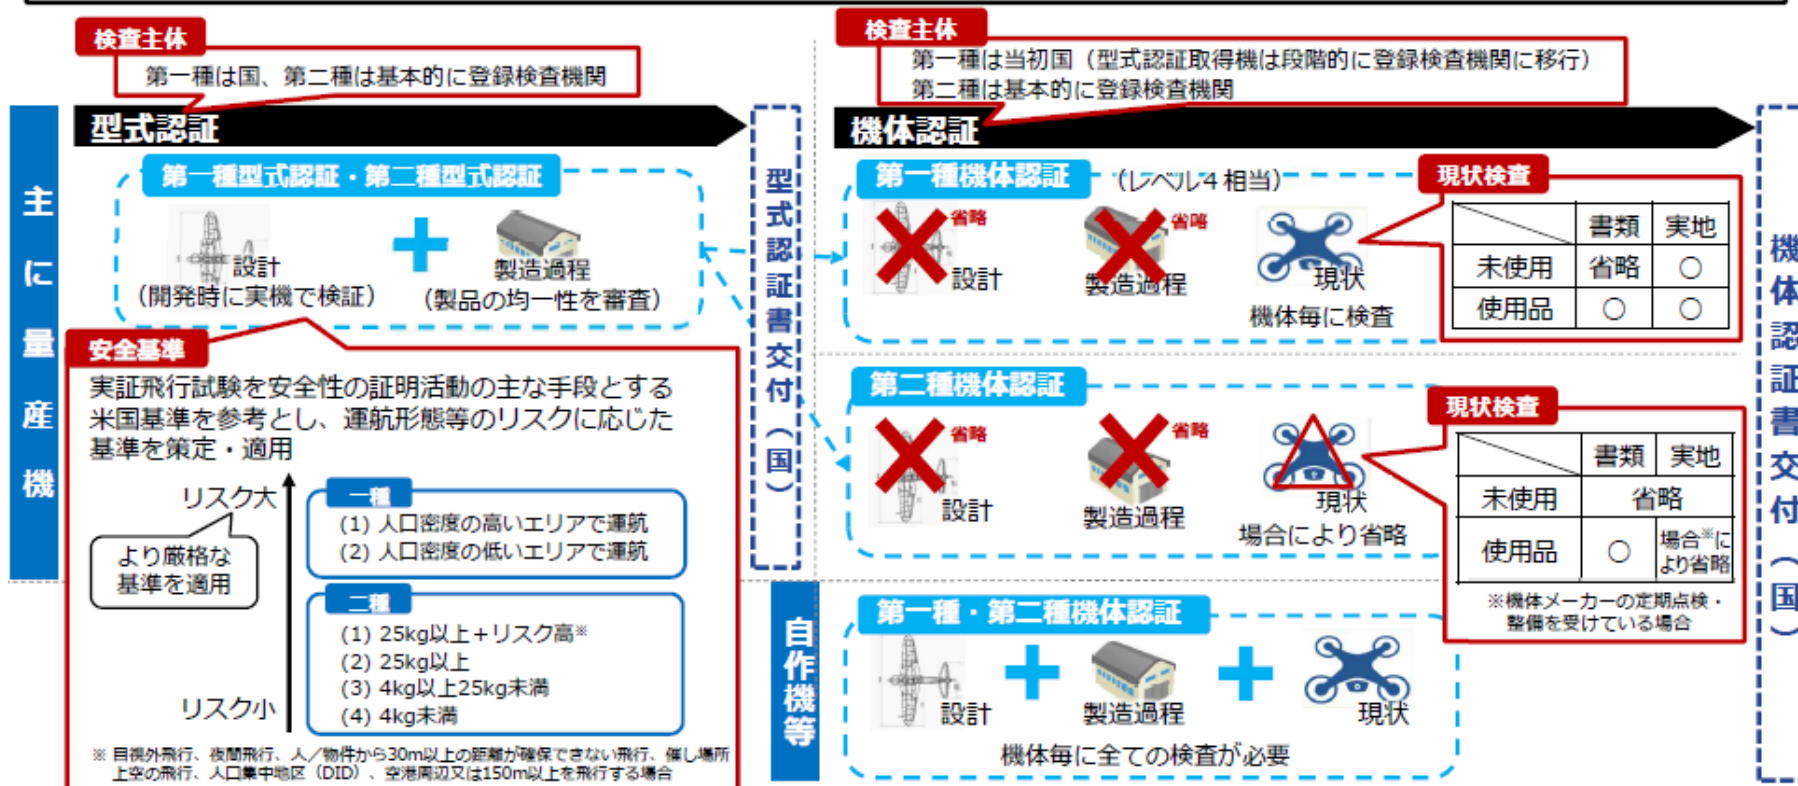 検査主体
第一種は国、第二種は基本的に登録検査機関
検査主体
第一種は当初国（型式認証取得機は段階的に登録検査機関に移行）
第二種は基本的に登録検査機関
主に量産機
型式認証
第一種型式認証・第二種型式認証
設計
（開発時に実機で検証）
製造過程
（製品の均一性を審査）
安全基準
実証飛行試験を安全性の証明活動の主な手段とする
米国基準を参考とし、運航形態等のリスクに応じた
基準を策定・適用
リスク大
より厳格な
基準を適用
リスク小
一種
(1) 人口密度の高いエリアで運航
(2) 人口密度の低いエリアで運航
二種
(1) 25kg以上＋リスク高※
(2) 25kg以上
(3) 4kg以上25kg未満
(4) 4kg未満
※ 目視外飛行、夜間飛行、人／物件から30m以上の距離が確保できない飛行、催し場所
上空の飛行、人口集中地区（DID）、空港周辺又は150m以上を飛行する場合
型式認証書交付（国）
機体認証
第一種機体認証
（レベル４相当）
省略
設計
省略
製造過程
現状
機体毎に検査
現状検査
書類 実地
未使用 省略 ○
使用品 ○ ○
第二種機体認証
省略
設計
省略
製造過程
現状
場合により省略
現状検査
書類 実地
未使用 省略
使用品 ○ 場合※に
より省略
※機体メーカーの定期点検・
整備を受けている場合
自作機等
第一種・第二種機体認証
設計
製造過程
現状
機体毎に全ての検査が必要
機体認証書交付（国）